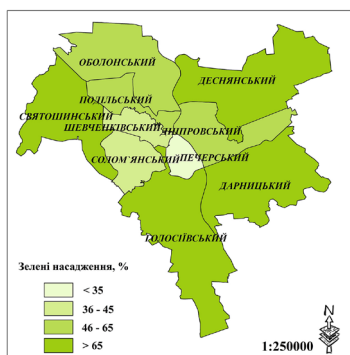 ОБОЛОНСЬКИЙ
ДЕСНЯНСЬКИЙ
ПОДІЛЬСЬКИЙ
СВЯТОШИНСЬКИЙ
ШЕВЧЕНКІВСЬКИЙ
ДНІПРОВСЬКИЙ
СОЛОМ'ЯНСЬКИЙ
ПЕЧЕРСЬКИЙ
ДАРНИЦЬКИЙ
ГОЛОСІЇВСЬКИЙ
Зелені насадження, %
< 35
36 - 45
46 - 65
> 65
N
1:250000